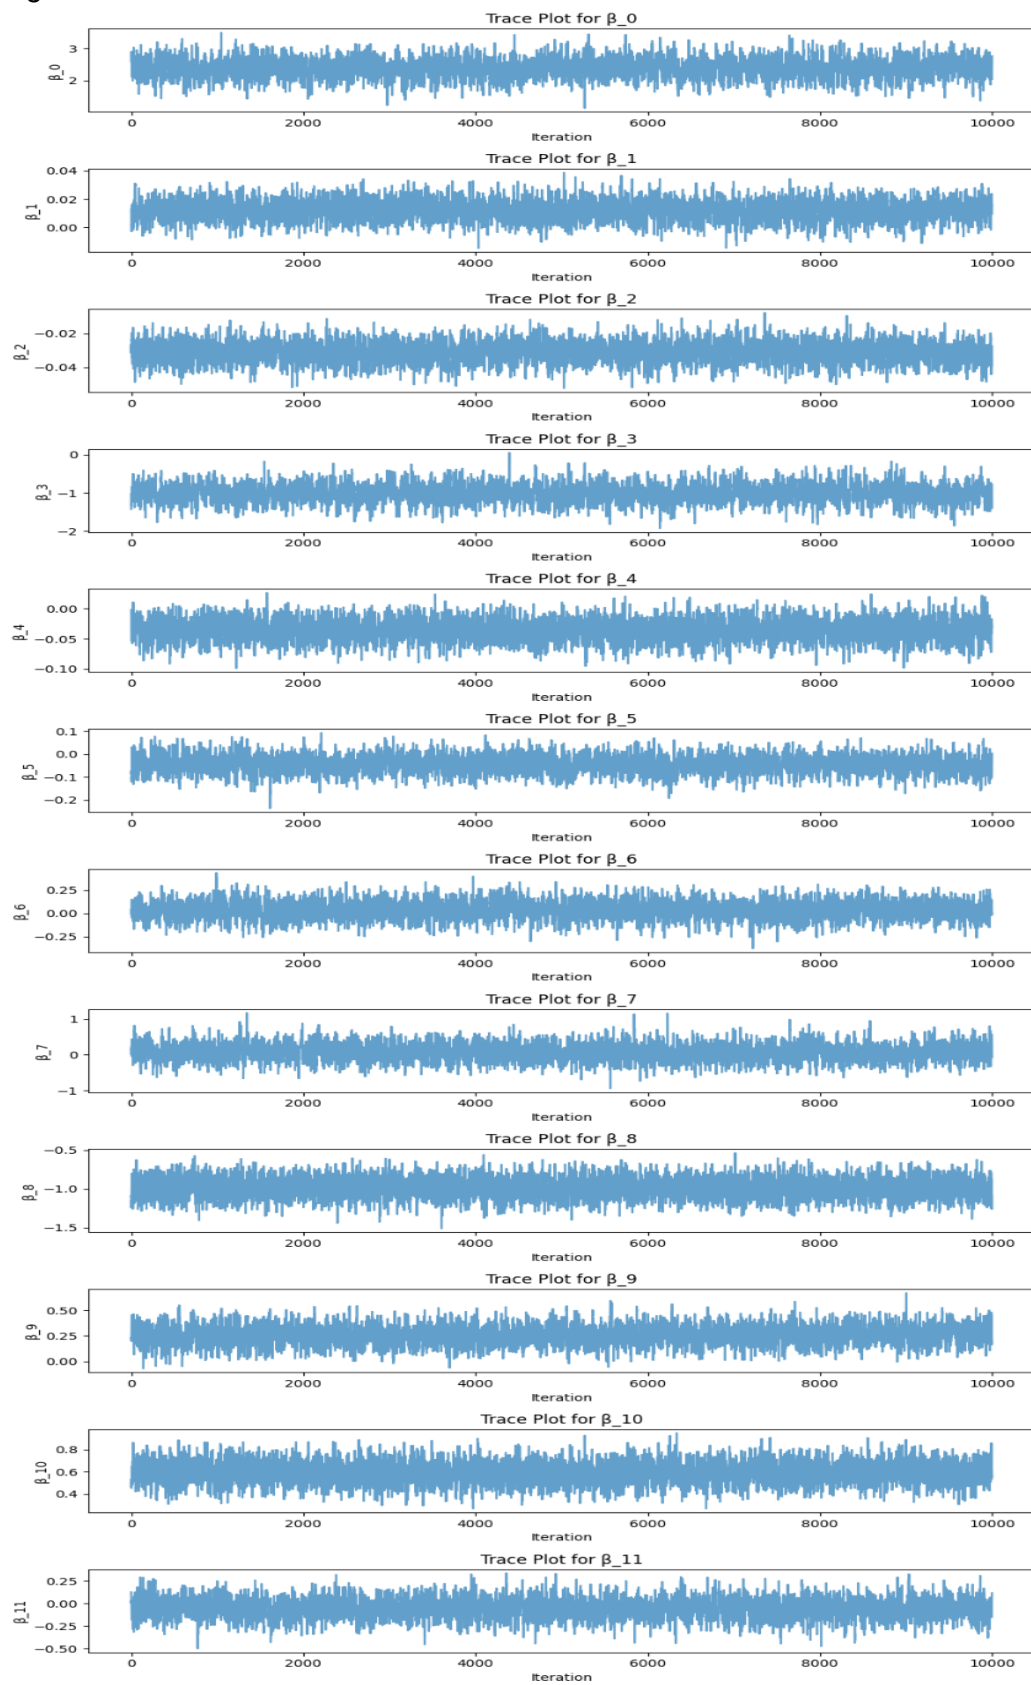 Trace Plot for β_0
3
2
β_0
0 2000 4000 6000 8000 10000
Iteration
Trace Plot for β_1
0.04
0.02
0.00
β_1
0 2000 4000 6000 8000 10000
Iteration
Trace Plot for β_2
−0.02
−0.04
β_2
0 2000 4000 6000 8000 10000
Iteration
Trace Plot for β_3
0
−1
−2
β_3
0 2000 4000 6000 8000 10000
Iteration
Trace Plot for β_4
0.00
−0.05
−0.10
β_4
0 2000 4000 6000 8000 10000
Iteration
Trace Plot for β_5
0.1
0.0
−0.1
−0.2
β_5
0 2000 4000 6000 8000 10000
Iteration
Trace Plot for β_6
0.25
0.00
−0.25
β_6
0 2000 4000 6000 8000 10000
Iteration
Trace Plot for β_7
1
0
−1
β_7
0 2000 4000 6000 8000 10000
Iteration
Trace Plot for β_8
−0.5
−1.0
−1.5
β_8
0 2000 4000 6000 8000 10000
Iteration
Trace Plot for β_9
0.50
0.25
0.00
β_9
0 2000 4000 6000 8000 10000
Iteration
Trace Plot for β_10
0.8
0.6
0.4
β_10
0 2000 4000 6000 8000 10000
Iteration
Trace Plot for β_11
0.25
0.00
−0.25
−0.50
β_11
0 2000 4000 6000 8000 10000
Iteration